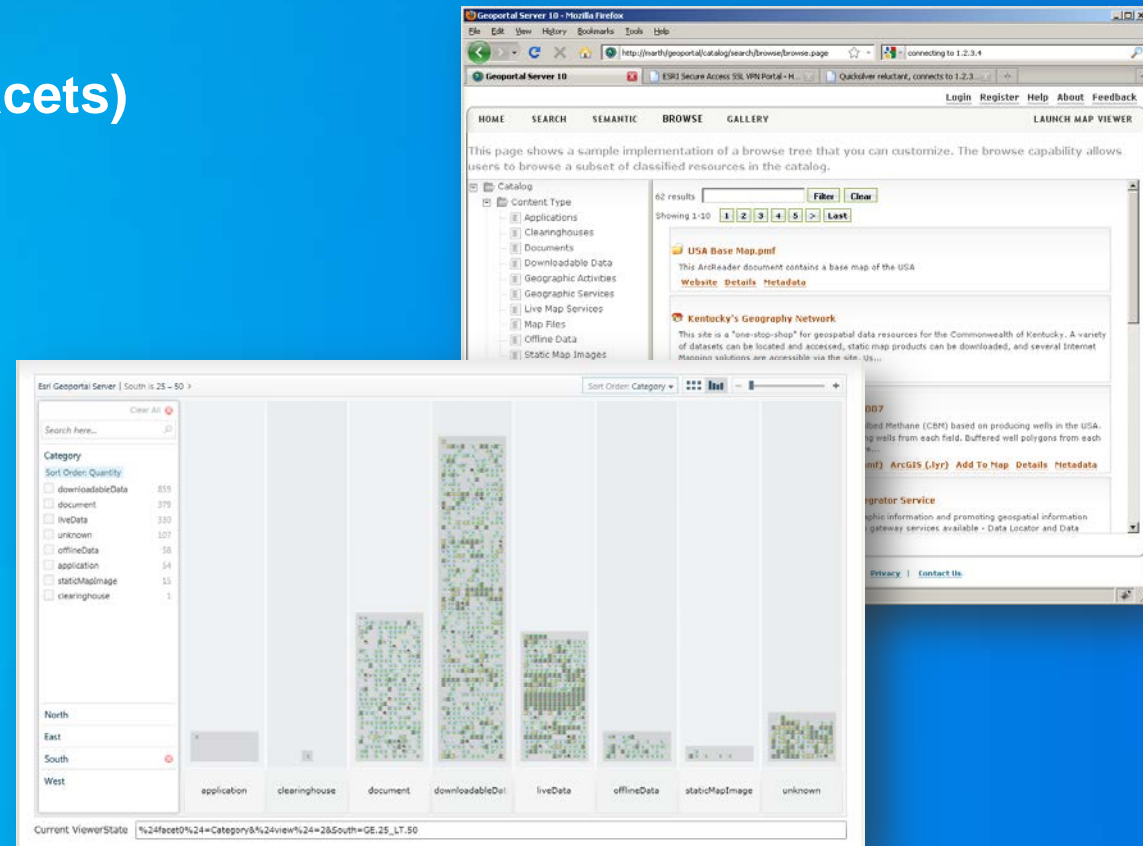 cets)
Geoportal Server 10 - Mozilla Firefox
File Edit View History Bookmarks Tools Help
http://marth/geoportal/catalog/search/browse/browse.page
connecting to 1.2.3.4
Geoportal Server 10
ESRI Secure Access SSL VPN Portal - H...
Quicksilver reluctant, connects to 1.2.3...
Login Register Help About Feedback
HOME SEARCH SEMANTIC BROWSE GALLERY LAUNCH MAP VIEWER
This page shows a sample implementation of a browse tree that you can customize. The browse capability allows
users to browse a subset of classified resources in the catalog.
Catalog
Content Type
Applications
Clearinghouses
Documents
Downloadable Data
Geographic Activities
Geographic Services
Live Map Services
Map Files
Offline Data
Static Map Images
62 results Filter Clear
Showing 1-10 1 2 3 4 5 > Last
USA Base Map.pmf
This ArcReader document contains a base map of the USA
Website Details Metadata
Kentucky's Geography Network
This site is a "one-stop-shop" for geospatial data resources for the Commonwealth of Kentucky. A variety
of datasets can be located and accessed, static map products can be downloaded, and several Internet
Mapping solutions are accessible via the site. Us...
007
Methane (CBM) based on producing wells in the USA.
wells from each field. Buffered well polygons from each
ArcGIS (.lyr) Add To Map Details Metadata
grator Service
aphic information and promoting geospatial information
gateway services available - Data Locator and Data
Privacy | Contact Us
Esri Geoportal Server | South is 25 – 50 >
Sort Order: Category
Clear All
Search here...
Category
Sort Order: Quantity
downloadableData 859
document 379
liveData 330
unknown 107
offlineData 58
application 54
staticMapImage 15
clearinghouse 1
North
East
South
West
application clearinghouse document downloadableDat liveData offlineData staticMapImage unknown
Current ViewerState %24facet0%24=Category&%24view%24=2&South=GE.25_LT.50